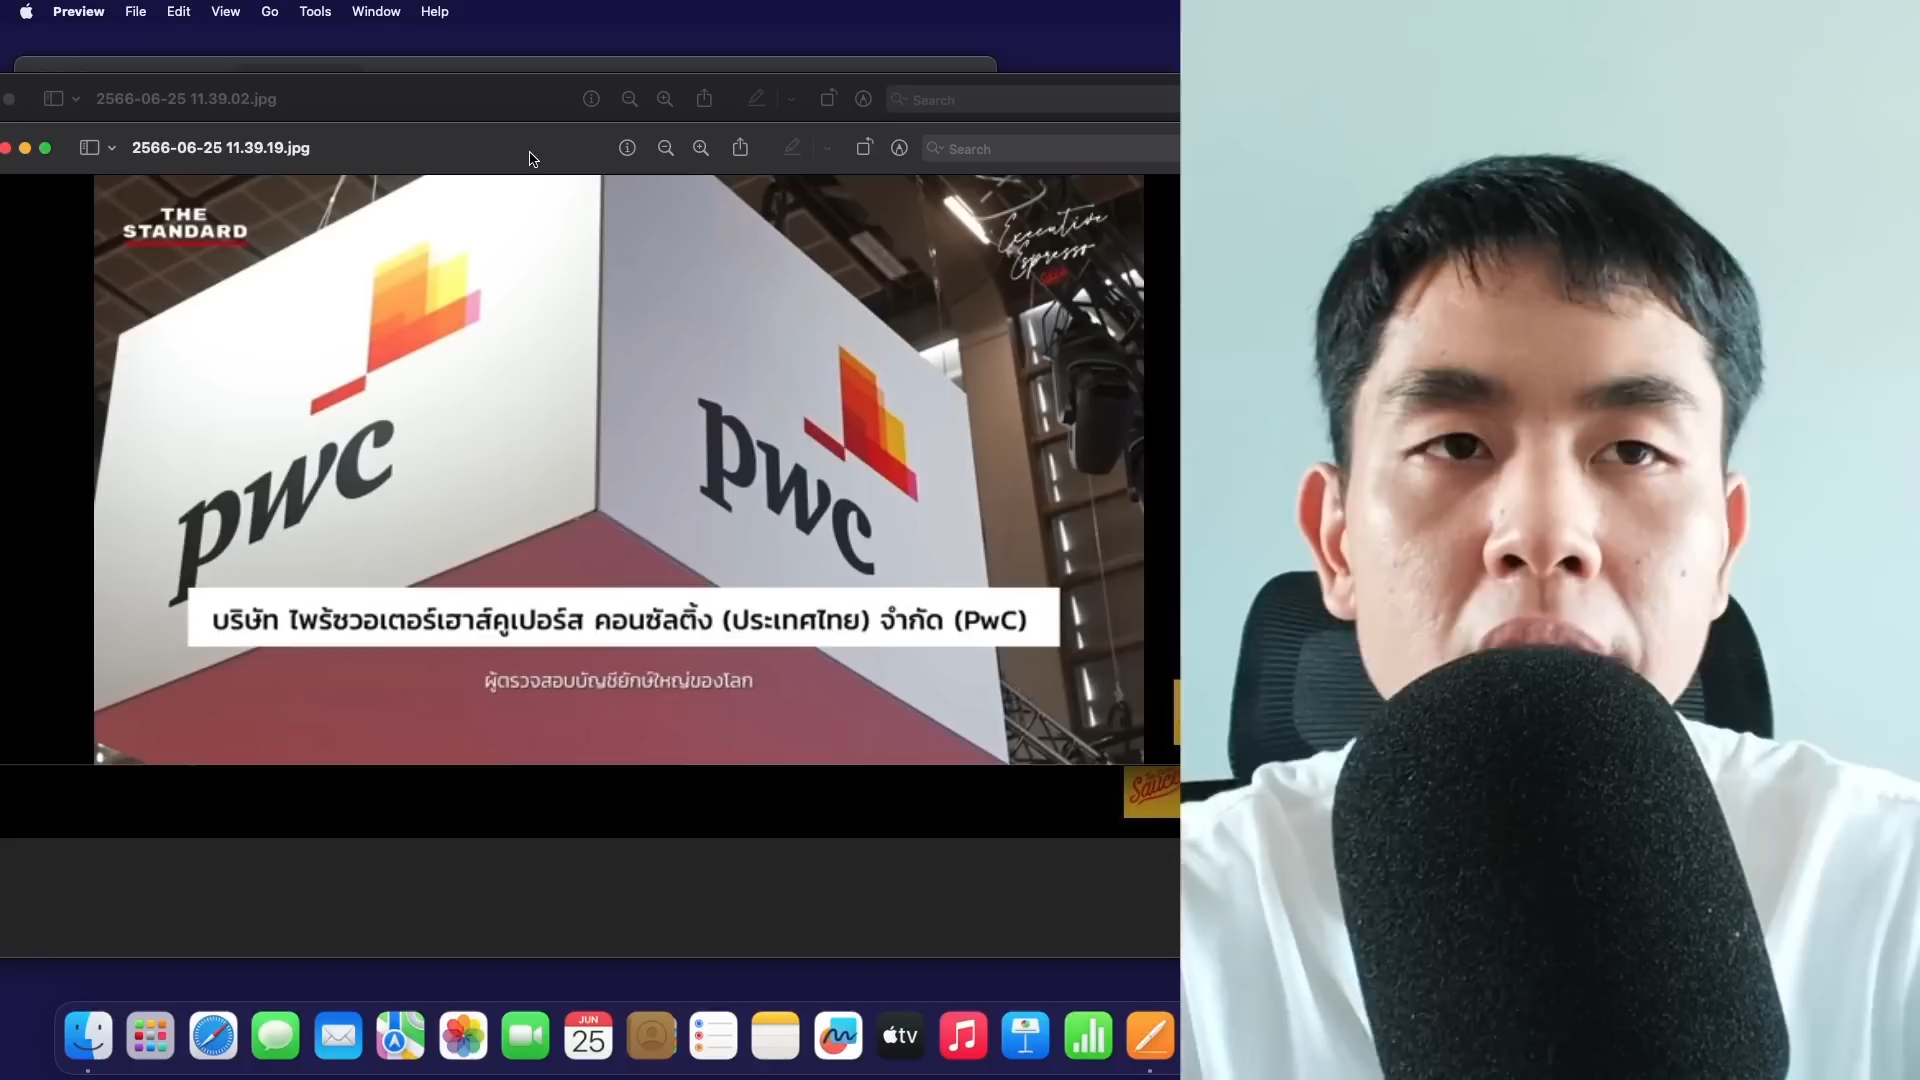 Preview File Edit View Go Tools Window Help
2566-06-25 11.39.02.jpg
Search
2566-06-25 11.39.19.jpg
Search
THE
STANDARD
Executive
Espresso
pwc
pwc
บริษัท ไพร้ซวอเตอร์เฮาส์คูเปอร์ส คอนซัลติ้ง (ประเทศไทย) จำกัด (PwC)
ผู้ตรวจสอบบัญชียักษ์ใหญ่ของโลก
Sauce
JUN
25
tv